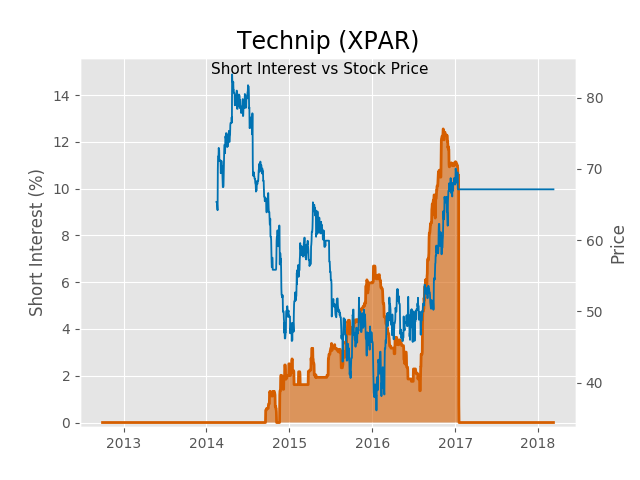 Technip (XPAR)
Short Interest vs Stock Price
Short Interest (%)
14
12
10
8
6
4
2
0
80
70
60
50
40
Price
2013 2014 2015 2016 2017 2018